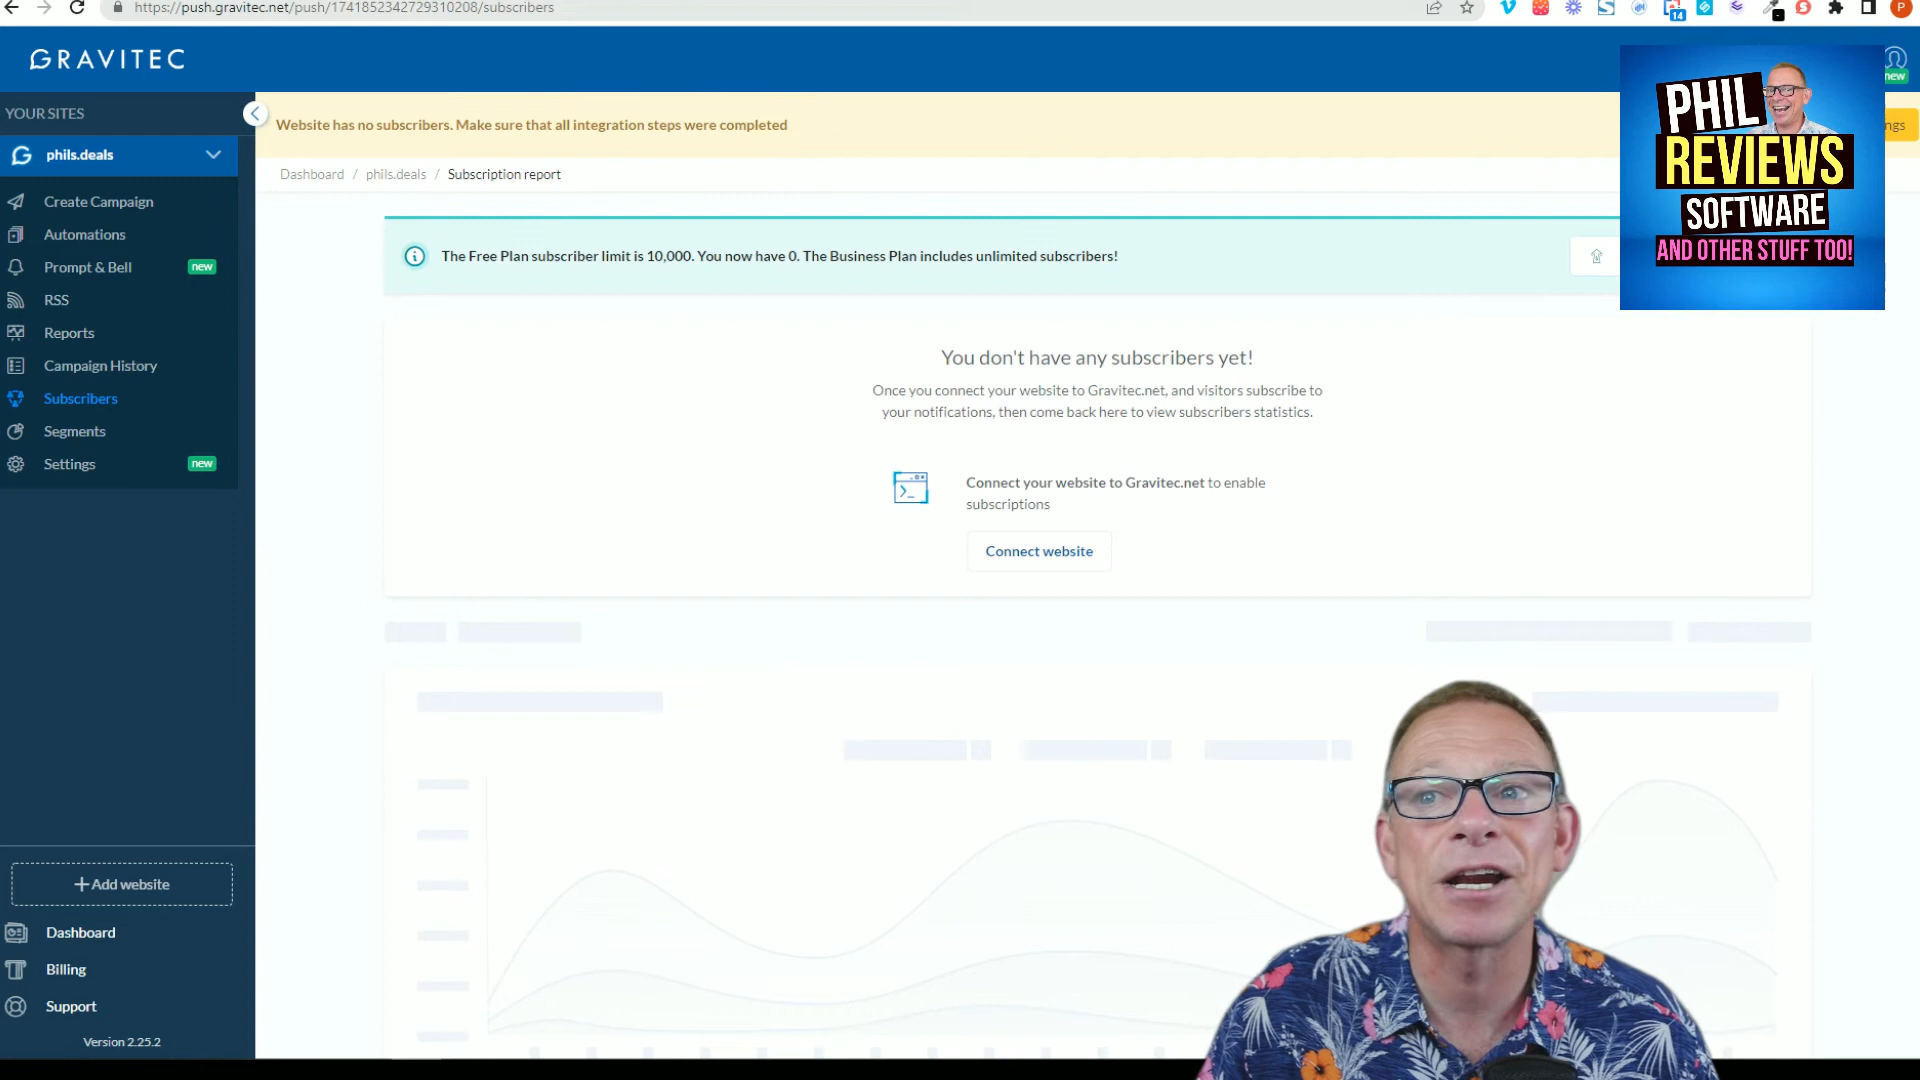 https://push.gravitec.net/push/1741852342729310208/subscribers
14
P
GRAVITEC
new
YOUR SITES
phils.deals
Create Campaign
Automations
Prompt & Bell new
RSS
Reports
Campaign History
Subscribers
Segments
Settings new
+ Add website
Dashboard
Billing
Support
Version 2.25.2
Website has no subscribers. Make sure that all integration steps were completed
ngs
Dashboard / phils.deals / Subscription report
The Free Plan subscriber limit is 10,000. You now have 0. The Business Plan includes unlimited subscribers!
PHIL
REVIEWS
SOFTWARE
AND OTHER STUFF TOO!
You don't have any subscribers yet!
Once you connect your website to Gravitec.net, and visitors subscribe to
your notifications, then come back here to view subscribers statistics.
Connect your website to Gravitec.net to enable
subscriptions
Connect website